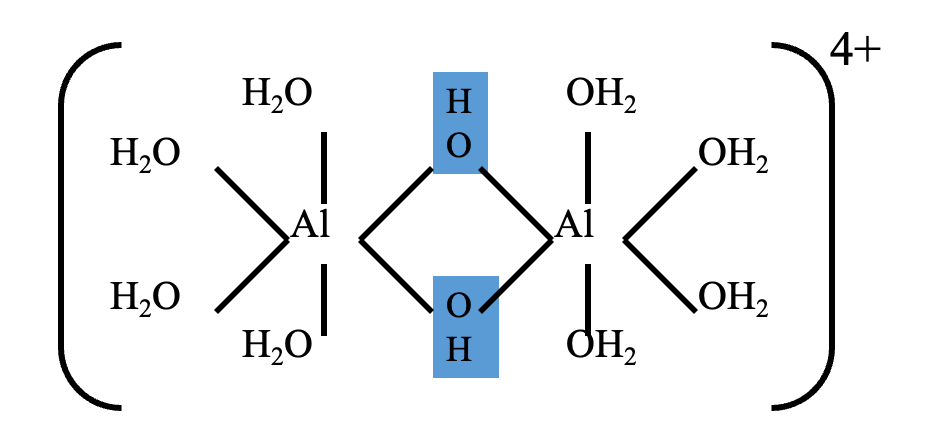 4+
H₂O H OH₂
H₂O O OH₂
Al Al
H₂O O OH₂
H₂O H OH₂